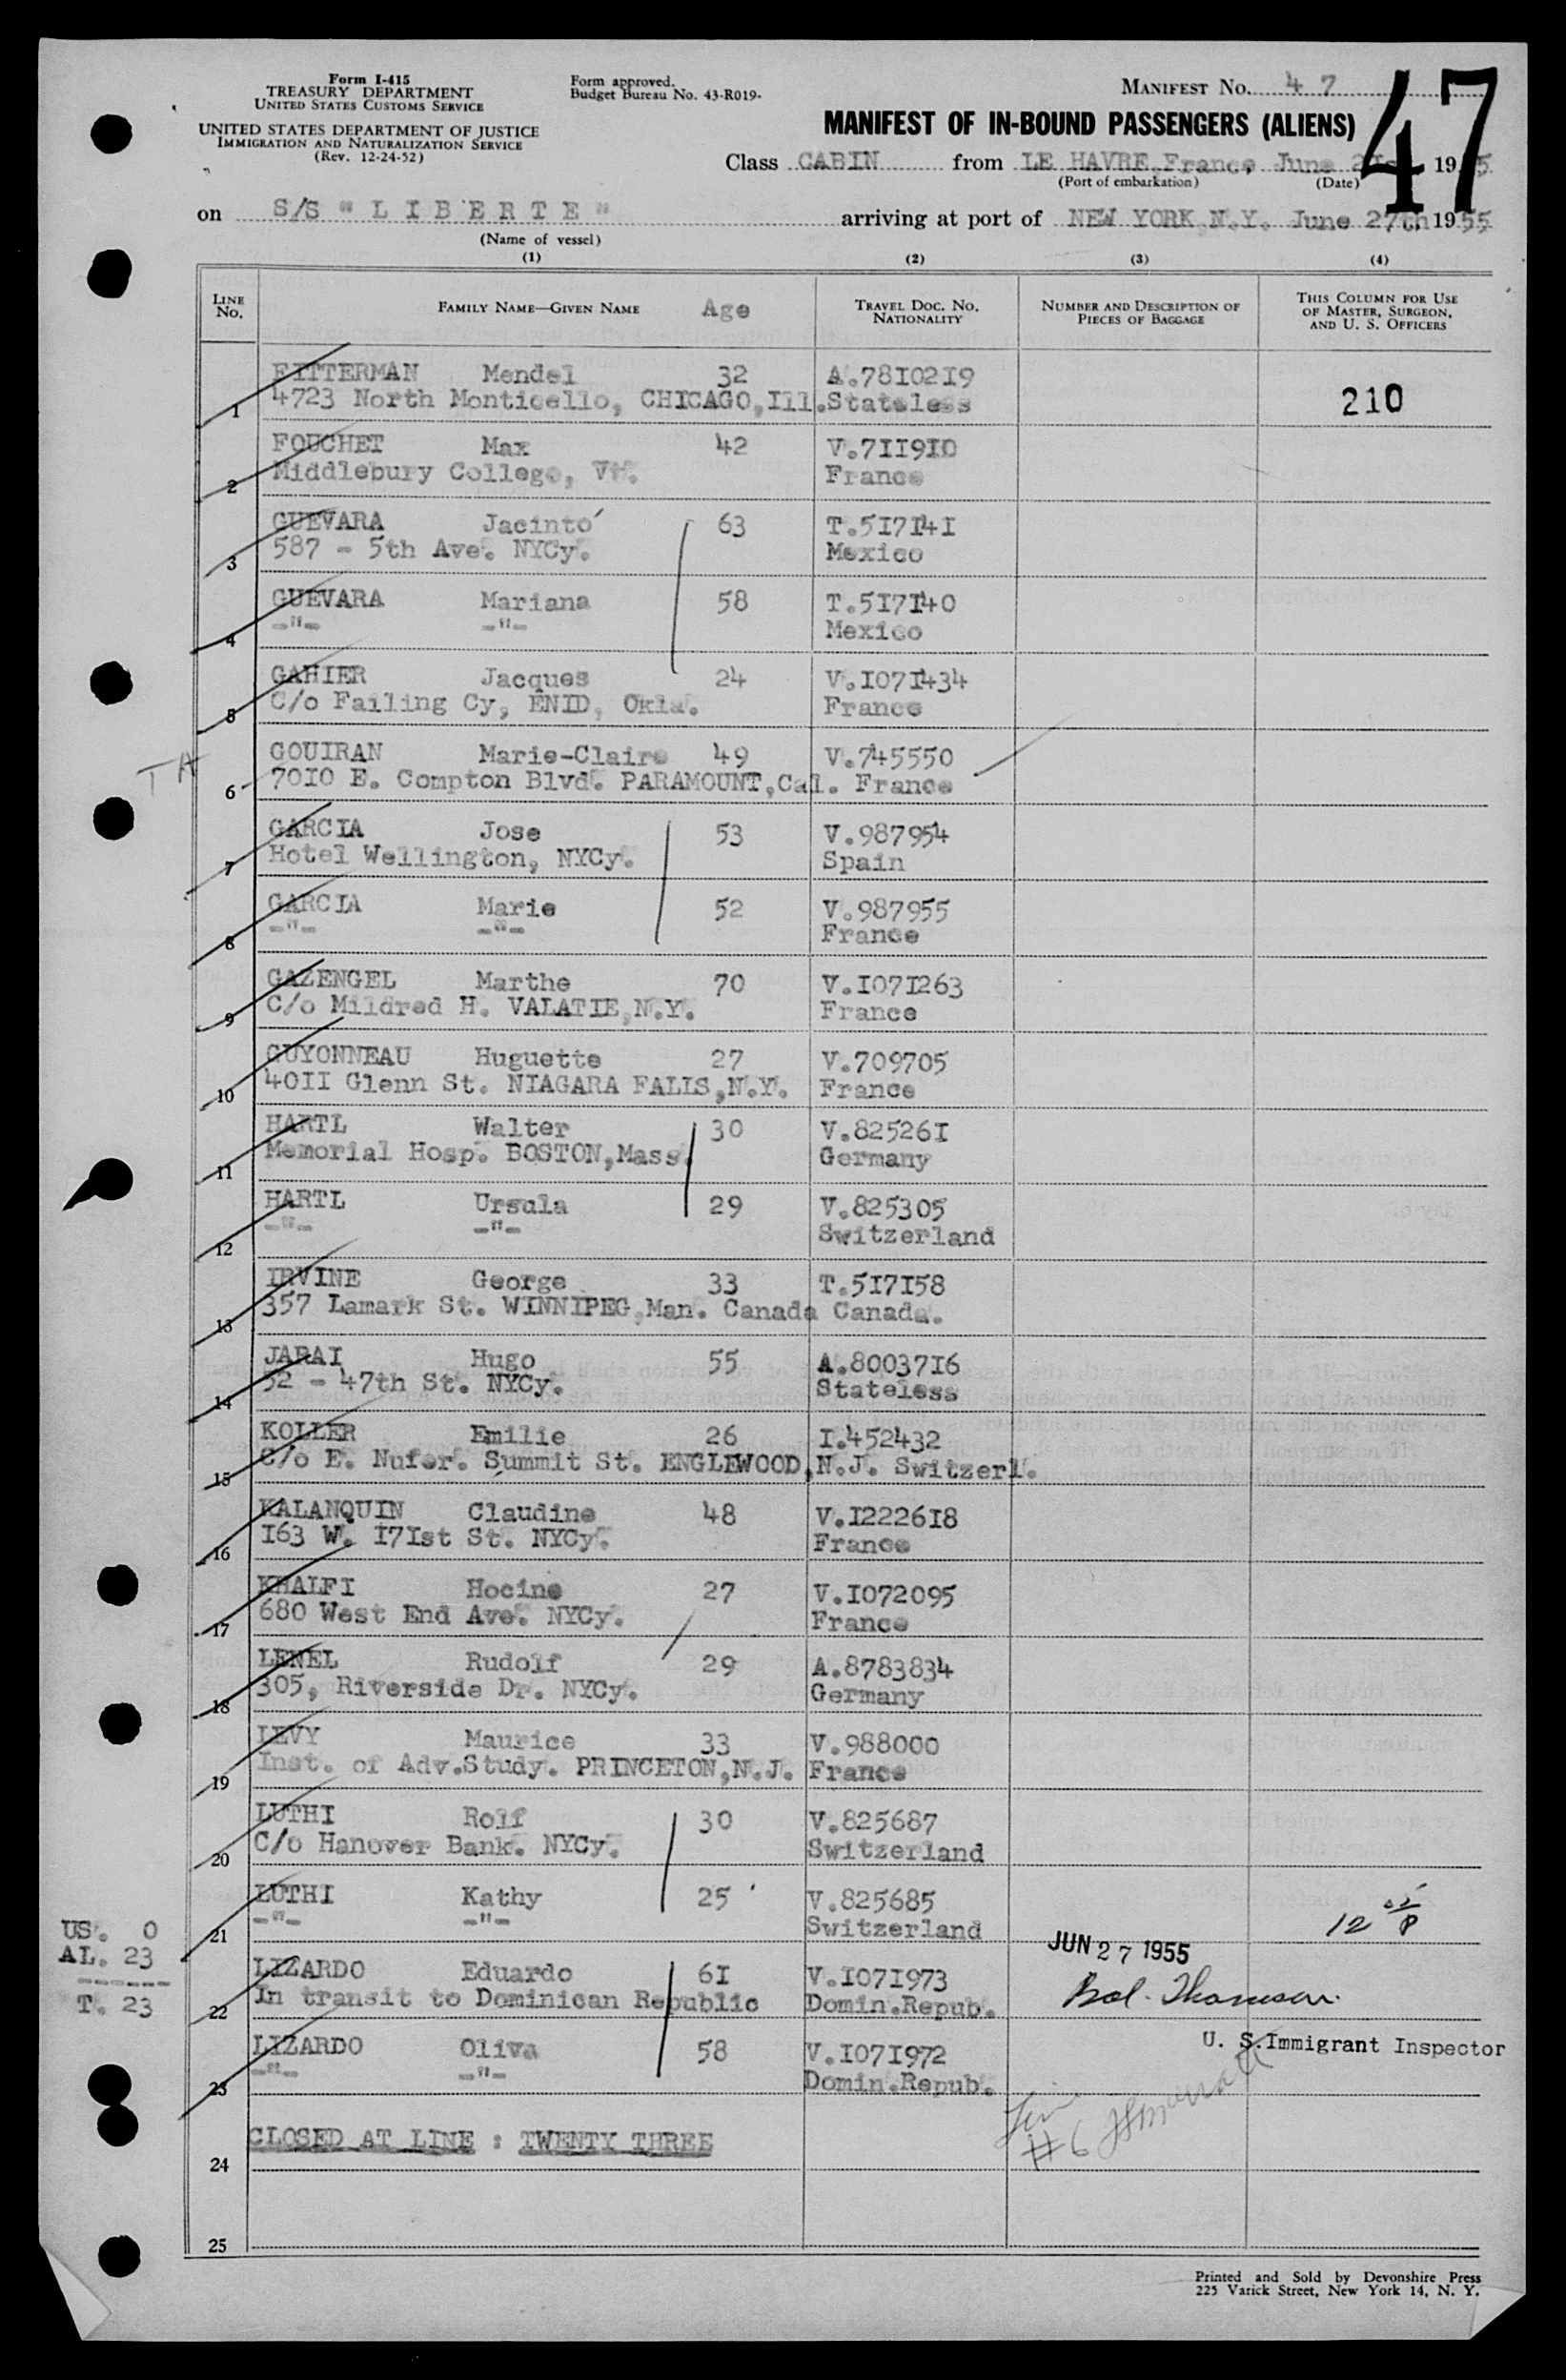 Form I-415
TREASURY DEPARTMENT
UNITED STATES CUSTOMS SERVICE
UNITED STATES DEPARTMENT OF JUSTICE
IMMIGRATION AND NATURALIZATION SERVICE
(Rev. 12-24-52)
Form approved.
Budget Bureau No. 43-R019-
MANIFEST No. 4 7
47
MANIFEST OF IN-BOUND PASSENGERS (ALIENS)
Class CABIN from LE HAVRE, France, June 1955
(Port of embarkation) (Date)
on S/S "L I B E R T E" arriving at port of NEW YORK, N.Y. June 27th 1955
(Name of vessel)
(1) (2) (3) (4)
LINE No. FAMILY NAME—GIVEN NAME Age TRAVEL DOC. No. NATIONALITY NUMBER AND DESCRIPTION OF PIECES OF BAGGAGE THIS COLUMN FOR USE OF MASTER, SURGEON, AND U. S. OFFICERS
FITTERMAN Mendel 32 A.7810219
1 4723 North Monticello, CHICAGO,Ill. Stateless 210
FOUCHET Max 42 V.711910
2 Middlebury College, Vt. France
GUEVARA Jacinto 63 T.517141
3 587 - 5th Ave. NYCy. Mexico
GUEVARA Mariana 58 T.517140
4 -"- -"- Mexico
GAHIER Jacques 24 V.1071434
5 C/o Failing Cy, ENID, Okla. France
GOUIRAN Marie-Claire 49 V.745550
TA 6 7010 E. Compton Blvd. PARAMOUNT,Cal. France
GARCIA Jose 53 V.987954
7 Hotel Wellington, NYCy. Spain
GARCIA Marie 52 V.987955
8 -"- -"- France
GAZENGEL Marthe 70 V.1071263
9 C/o Mildred H. VALATIE,N.Y. France
GUYONNEAU Huguette 27 V.709705
10 4011 Glenn St. NIAGARA FALLS,N.Y. France
HARTL Walter 30 V.825261
11 Memorial Hosp. BOSTON,Mass. Germany
HARTL Ursula 29 V.825305
12 -"- -"- Switzerland
IRVINE George 33 T.517158
13 357 Lamark St. WINNIPEG,Man. Canada Canada.
JARAI Hugo 55 A.8003716
14 52 - 47th St. NYCy. Stateless
KOLLER Emilie 26 I.452432
15 C/o E. Nufer. Summit St. ENGLEWOOD,N.J. Switzerl.
KALANQUIN Claudine 48 V.1222618
16 163 W. 171st St. NYCy. France
KHALFI Hocine 27 V.1072095
17 680 West End Ave. NYCy. France
LENEL Rudolf 29 A.8783834
18 305, Riverside Dr. NYCy. Germany
LEVY Maurice 33 V.988000
19 Inst. of Adv.Study. PRINCETON,N.J. France
LUTHI Rolf 30 V.825687
20 C/o Hanover Bank. NYCy. Switzerland
LUTHI Kathy 25 V.825685
21 -"- -"- Switzerland
US. 0
AL. 23
------
T. 23
JUN 27 1955
LIZARDO Eduardo 61 V.1071973
22 In transit to Dominican Republic Domin.Repub.
U. S. Immigrant Inspector
LIZARDO Oliva 58 V.1071972
23 -"- -"- Domin.Repub.
#6
24 CLOSED AT LINE : TWENTY THREE
25
Printed and Sold by Devonshire Press
225 Varick Street, New York 14, N. Y.